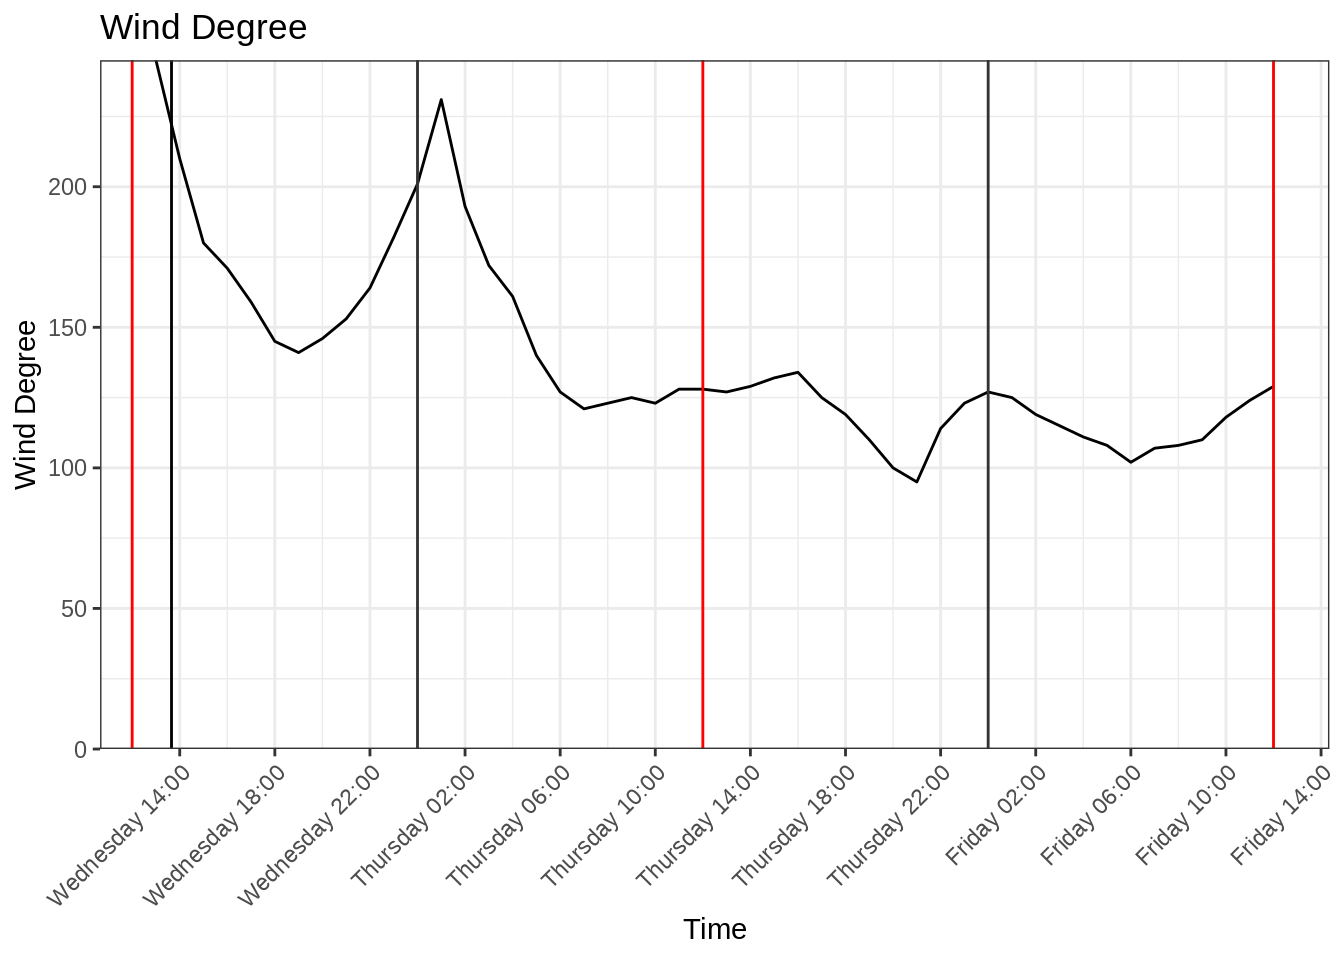 Wind Degree
Wind Degree
200
150
100
50
0
Wednesday 14:00
Wednesday 18:00
Wednesday 22:00
Thursday 02:00
Thursday 06:00
Thursday 10:00
Thursday 14:00
Thursday 18:00
Thursday 22:00
Friday 02:00
Friday 06:00
Friday 10:00
Friday 14:00
Time